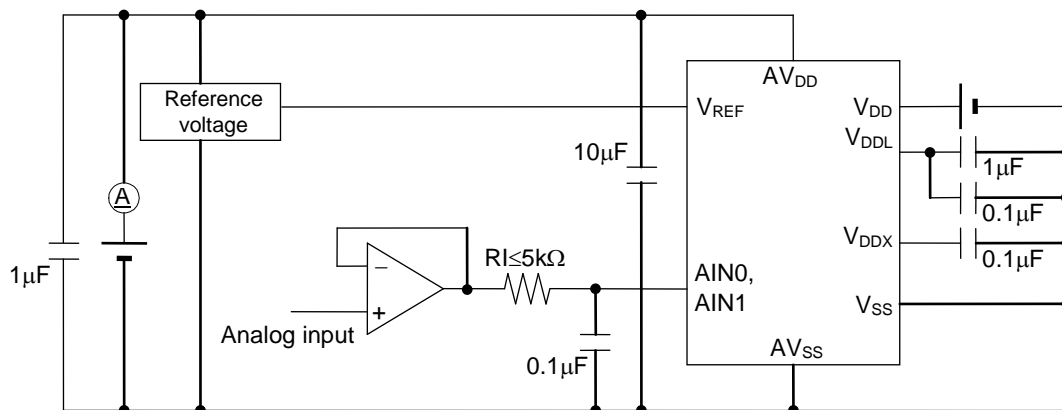 AVDD
Reference
voltage
VREF
VDD
VDDL
10μF
1μF
A
0.1μF
VDDX
0.1μF
1μF
−
RI≤5kΩ
AIN0,
AIN1
+
VSS
Analog input
0.1μF
AVSS